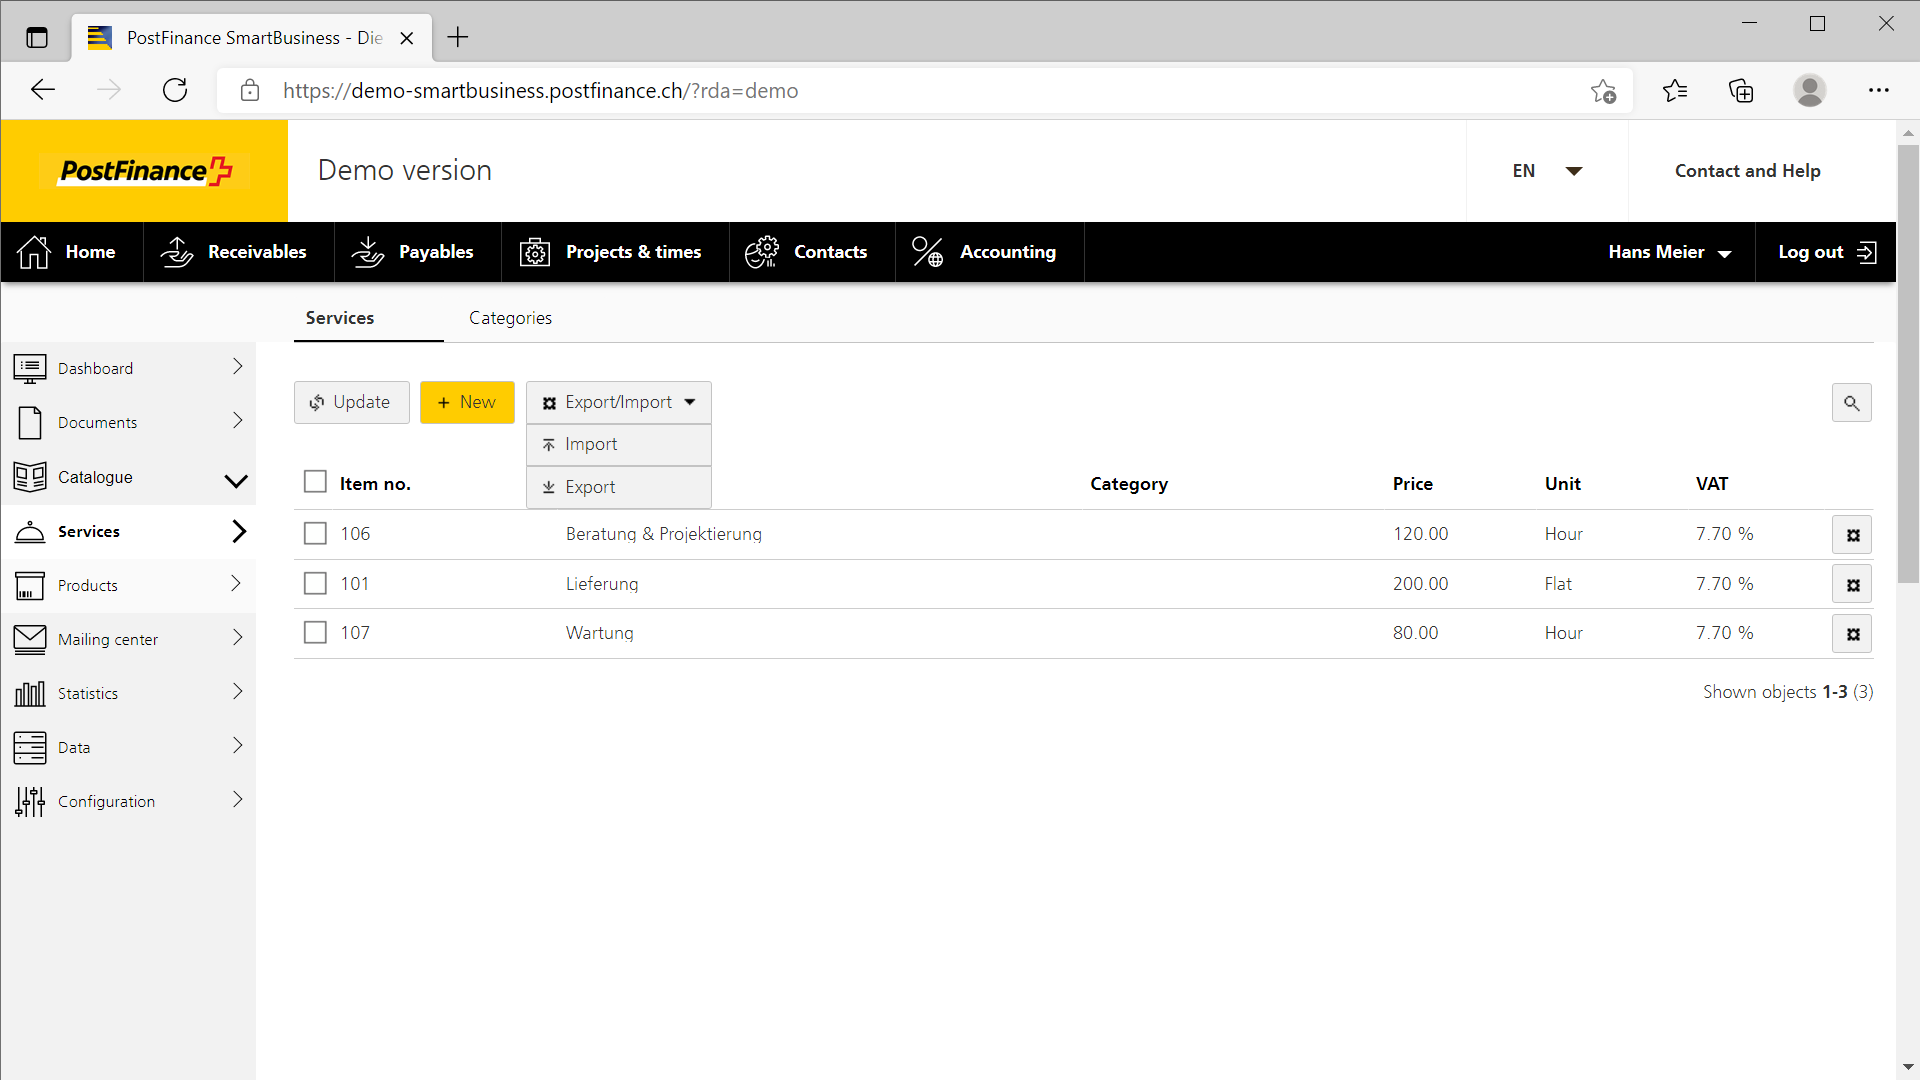 PostFinance SmartBusiness - Die
https://demo-smartbusiness.postfinance.ch/?rda=demo
PostFinance
Demo version
EN
Contact and Help
Home
Receivables
Payables
Projects & times
Contacts
Accounting
Hans Meier
Log out
Services
Categories
Dashboard
Documents
Catalogue
Services
Products
Mailing center
Statistics
Data
Configuration
Update
New
Export/Import
Import
Export
Item no. Category Price Unit VAT
106 Beratung & Projektierung 120.00 Hour 7.70 %
101 Lieferung 200.00 Flat 7.70 %
107 Wartung 80.00 Hour 7.70 %
Shown objects 1-3 (3)